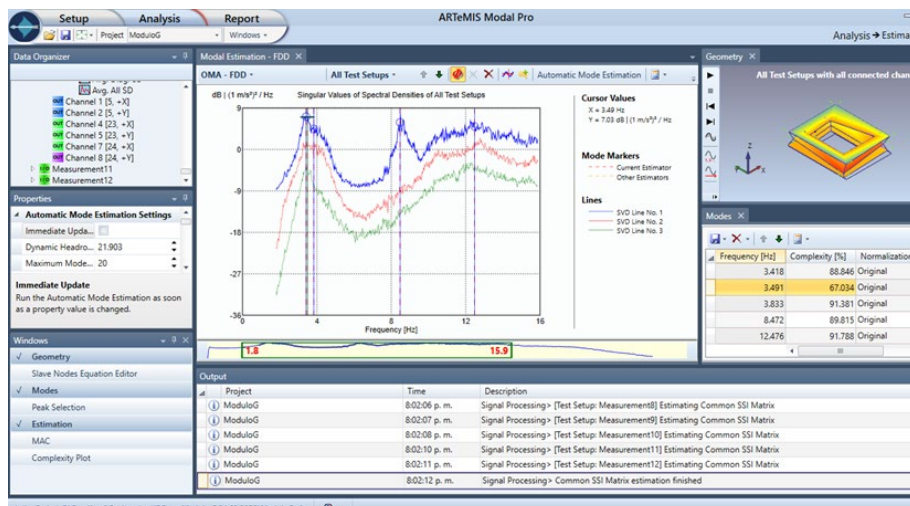 Setup Analysis Report
ARTeMIS Modal Pro
Project ModuloG Windows
Analysis → Estima
Data Organizer
Avg. All SD
Channel 1 [5, +X]
Channel 2 [5, +Y]
Channel 4 [23, +X]
Channel 5 [23, +Y]
Channel 7 [24, +X]
Channel 8 [24, +Y]
Measurement11
Measurement12
Properties
Automatic Mode Estimation Settings
Immediate Upda...
Dynamic Headro... 21.903
Maximum Mode... 20
Immediate Update
Run the Automatic Mode Estimation as soon
as a property value is changed.
Windows
Geometry
Slave Nodes Equation Editor
Modes
Peak Selection
Estimation
MAC
Complexity Plot
Modal Estimation - FDD
OMA - FDD All Test Setups Automatic Mode Estimation
dB | (1 m/s²)² / Hz Singular Values of Spectral Densities of All Test Setups
9
0
-9
-18
-27
-36
0 4 8 12 16
Frequency [Hz]
1.8 15.9
Cursor Values
X = 3.49 Hz
Y = 7.03 dB | (1 m/s²)² / Hz
Mode Markers
Current Estimator
Other Estimators
Lines
SVD Line No. 1
SVD Line No. 2
SVD Line No. 3
Geometry
All Test Setups with all connected chan
Z
X
Modes
Frequency [Hz] Complexity [%] Normalization
3.418 88.846 Original
3.491 67.034 Original
3.833 91.381 Original
8.472 89.815 Original
12.476 91.788 Original
Output
Project Time Description
ModuloG 8:02:06 p. m. Signal Processing> [Test Setup: Measurement8] Estimating Common SSI Matrix
ModuloG 8:02:07 p. m. Signal Processing> [Test Setup: Measurement9] Estimating Common SSI Matrix
ModuloG 8:02:08 p. m. Signal Processing> [Test Setup: Measurement10] Estimating Common SSI Matrix
ModuloG 8:02:10 p. m. Signal Processing> [Test Setup: Measurement11] Estimating Common SSI Matrix
ModuloG 8:02:11 p. m. Signal Processing> [Test Setup: Measurement12] Estimating Common SSI Matrix
ModuloG 8:02:12 p. m. Signal Processing> Common SSI Matrix estimation finished